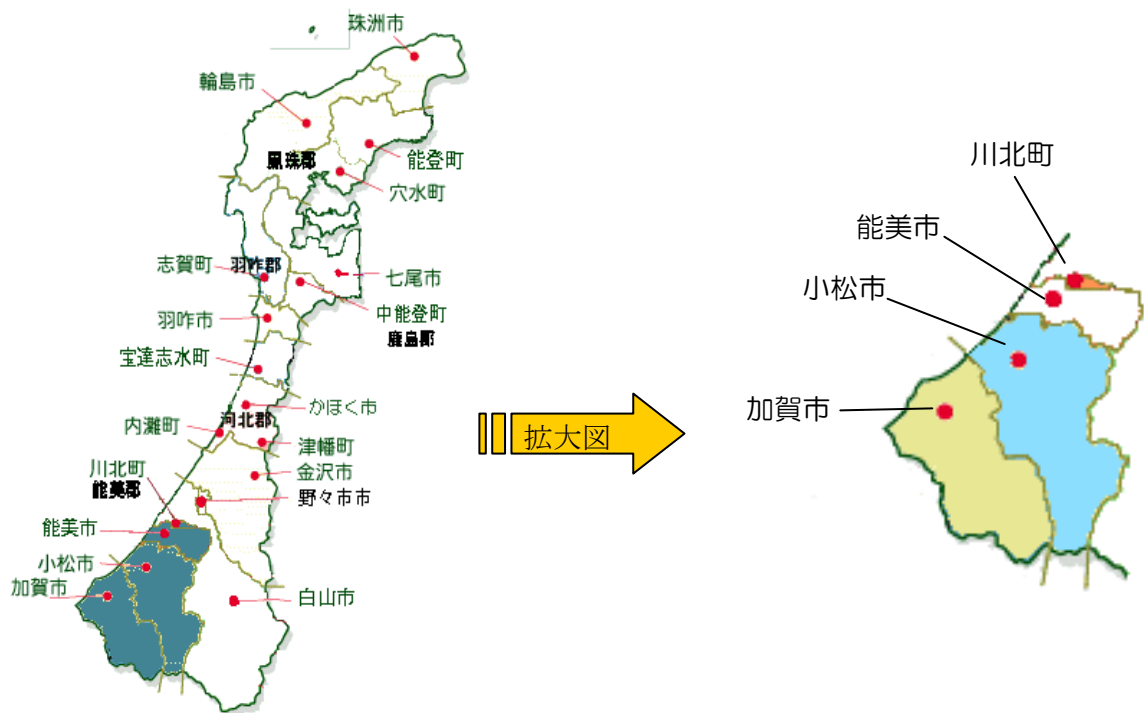 珠洲市
輪島市
能登町
鳳珠郡
穴水町
志賀町
羽咋郡
七尾市
中能登町
羽咋市
鹿島郡
宝達志水町
かほく市
河北郡
内灘町
津幡町
川北町
金沢市
能美郡
野々市市
能美市
小松市
加賀市
白山市
拡大図
川北町
能美市
小松市
加賀市